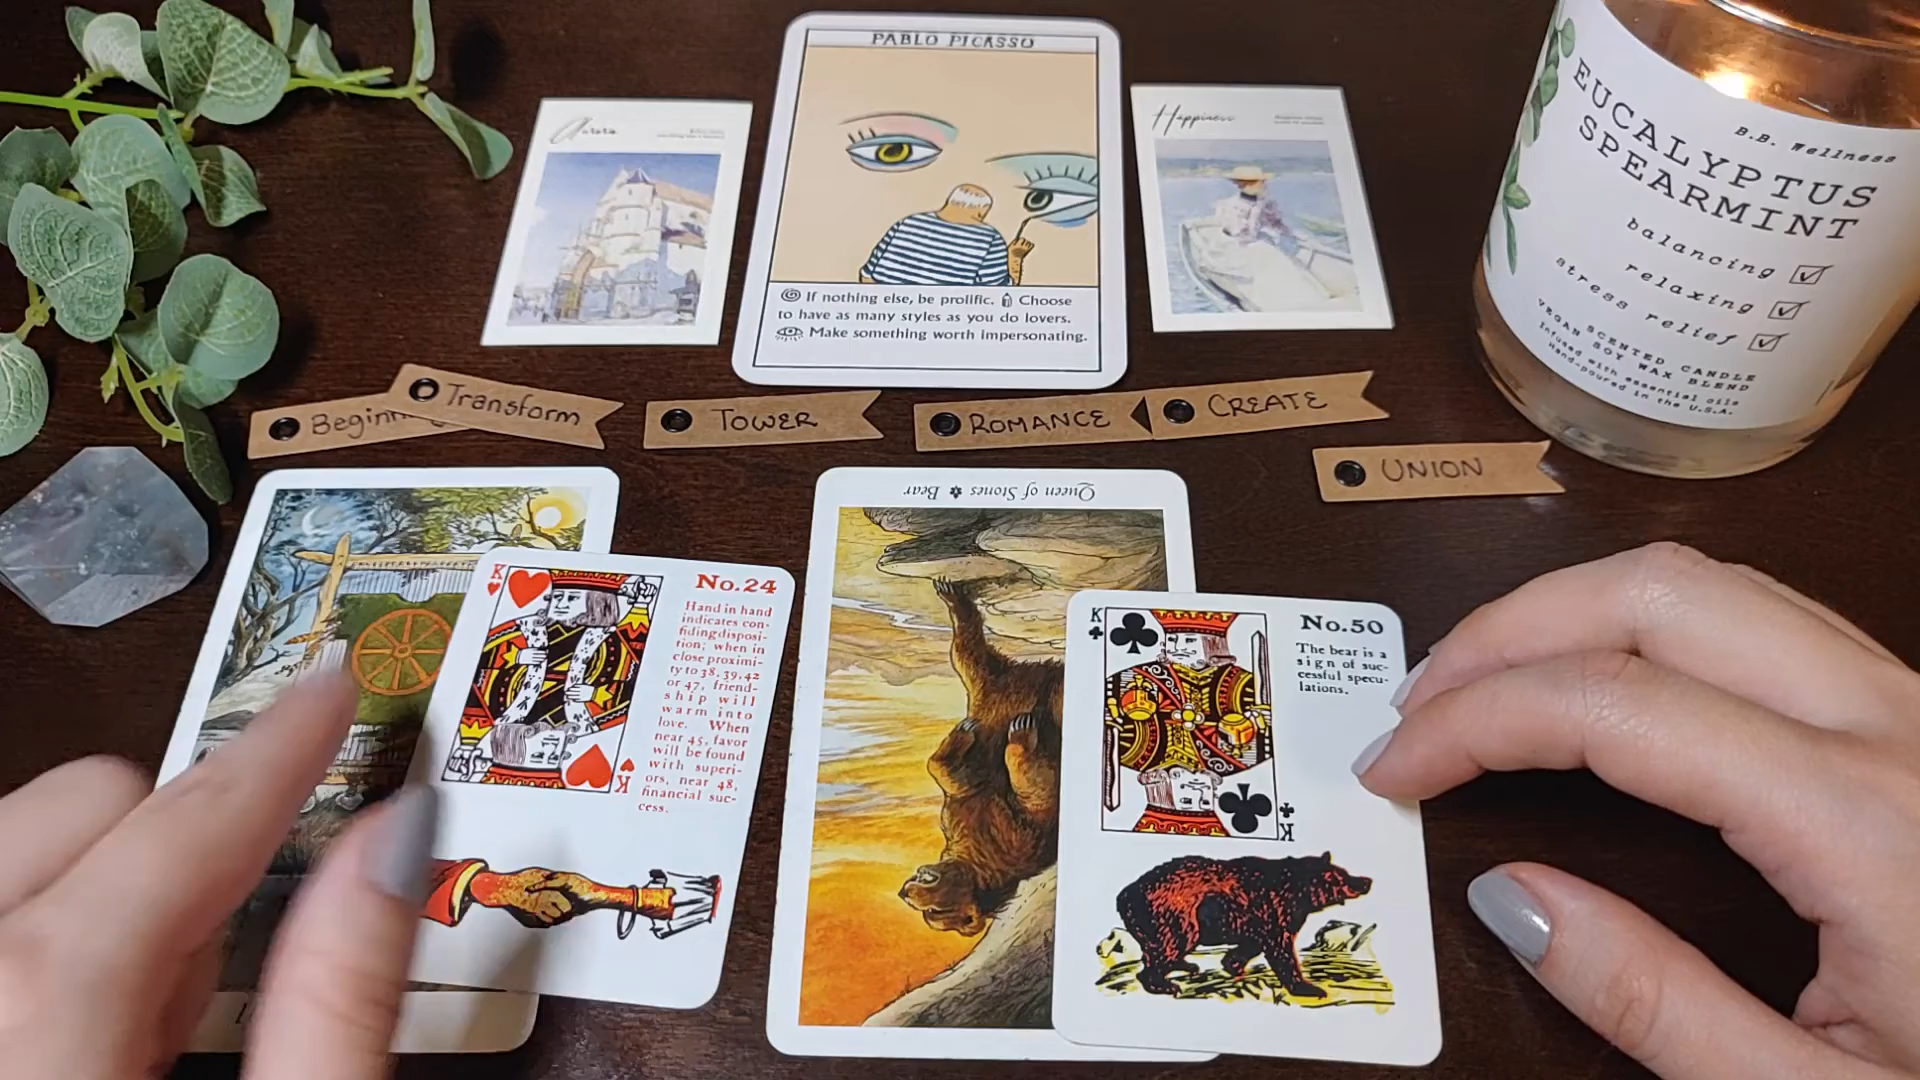 PABLO PICASSO
If nothing else, be prolific. Choose
to have as many styles as you do lovers.
Make something worth impersonating.
Happiness
B.B. Wellness
EUCALYPTUS
SPEARMINT
balancing
relaxing
stress relief
VEGAN SCENTED CANDLE
SOY WAX BLEND
Infused with essential oils
Hand-poured in the U.S.A.
Transform
TOWER
ROMANCE
CREATE
UNION
Queen of Stones Bear
K
No.24
Hand in hand
indicates con-
fiding disposi-
tion; when in
close proximi-
ty to 38, 39, 42
or 47, friend-
ship will
warm into
love. When
near 45, favor
will be found
with superi-
ors, near 48,
financial suc-
cess.
K
K
No.50
The bear is a
sign of suc-
cessful specu-
lations.
K